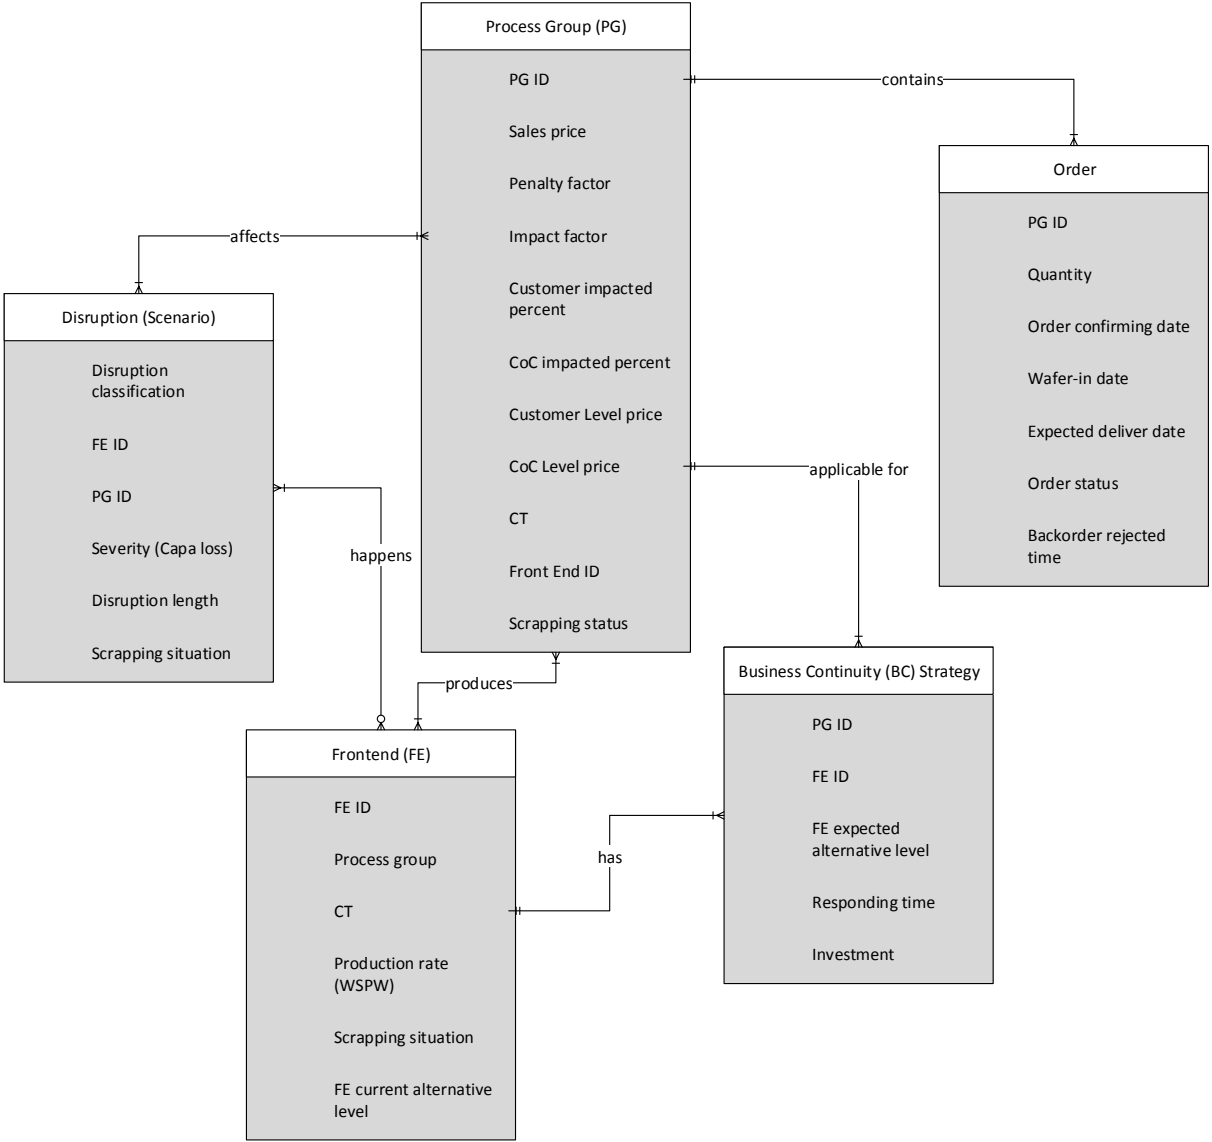 Process Group (PG)
PG ID
Sales price
Penalty factor
Impact factor
Customer impacted
percent
CoC impacted percent
Customer Level price
CoC Level price
CT
Front End ID
Scrapping status
contains
Order
PG ID
Quantity
Order confirming date
Wafer-in date
Expected deliver date
Order status
Backorder rejected
time
affects
Disruption (Scenario)
Disruption
classification
FE ID
PG ID
Severity (Capa loss)
Disruption length
Scrapping situation
happens
applicable for
produces
Business Continuity (BC) Strategy
PG ID
FE ID
FE expected
alternative level
Responding time
Investment
Frontend (FE)
FE ID
Process group
CT
Production rate
(WSPW)
Scrapping situation
FE current alternative
level
has